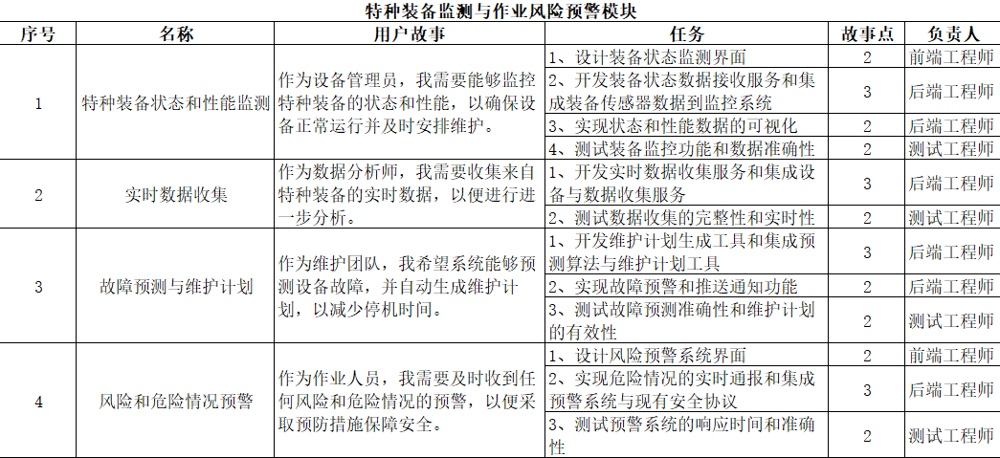 特种装备监测与作业风险预警模块
序号 名称 用户故事 任务 故事点 负责人
1 特种装备状态和性能监测
作为设备管理员，我需要能够监控
特种装备的状态和性能，以确保设
备正常运行并及时安排维护。
1、设计装备状态监测界面 2 前端工程师
2、开发装备状态数据接收服务和集
成装备传感器数据到监控系统
3 后端工程师
3、实现状态和性能数据的可视化 2 后端工程师
4、测试装备监控功能和数据准确性 2 测试工程师
2 实时数据收集
作为数据分析师，我需要收集来自
特种装备的实时数据，以便进行进
一步分析。
1、开发实时数据收集服务和集成设
备与数据收集服务
3 后端工程师
2、测试数据收集的完整性和实时性 2 测试工程师
3 故障预测与维护计划
作为维护团队，我希望系统能够预
测设备故障，并自动生成维护计
划，以减少停机时间。
1、开发维护计划生成工具和集成预
测算法与维护计划工具
3 后端工程师
2、实现故障预警和推送通知功能 2 后端工程师
3、测试故障预测准确性和维护计划
的有效性
2 测试工程师
4 风险和危险情况预警
作为作业人员，我需要及时收到任
何风险和危险情况的预警，以便采
取预防措施保障安全。
1、设计风险预警系统界面 2 前端工程师
2、实现危险情况的实时通报和集成
预警系统与现有安全协议
3 后端工程师
3、测试预警系统的响应时间和准确
性
2 测试工程师